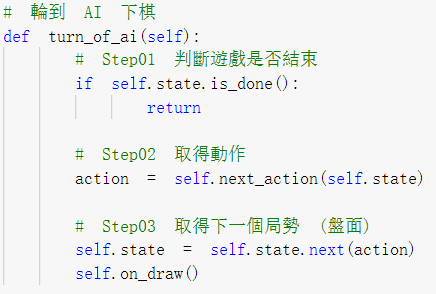 # 輪到 AI 下棋
def turn_of_ai(self):
# Step01 判斷遊戲是否結束
if self.state.is_done():
return
# Step02 取得動作
action = self.next_action(self.state)
# Step03 取得下一個局勢 (盤面)
self.state = self.state.next(action)
self.on_draw()